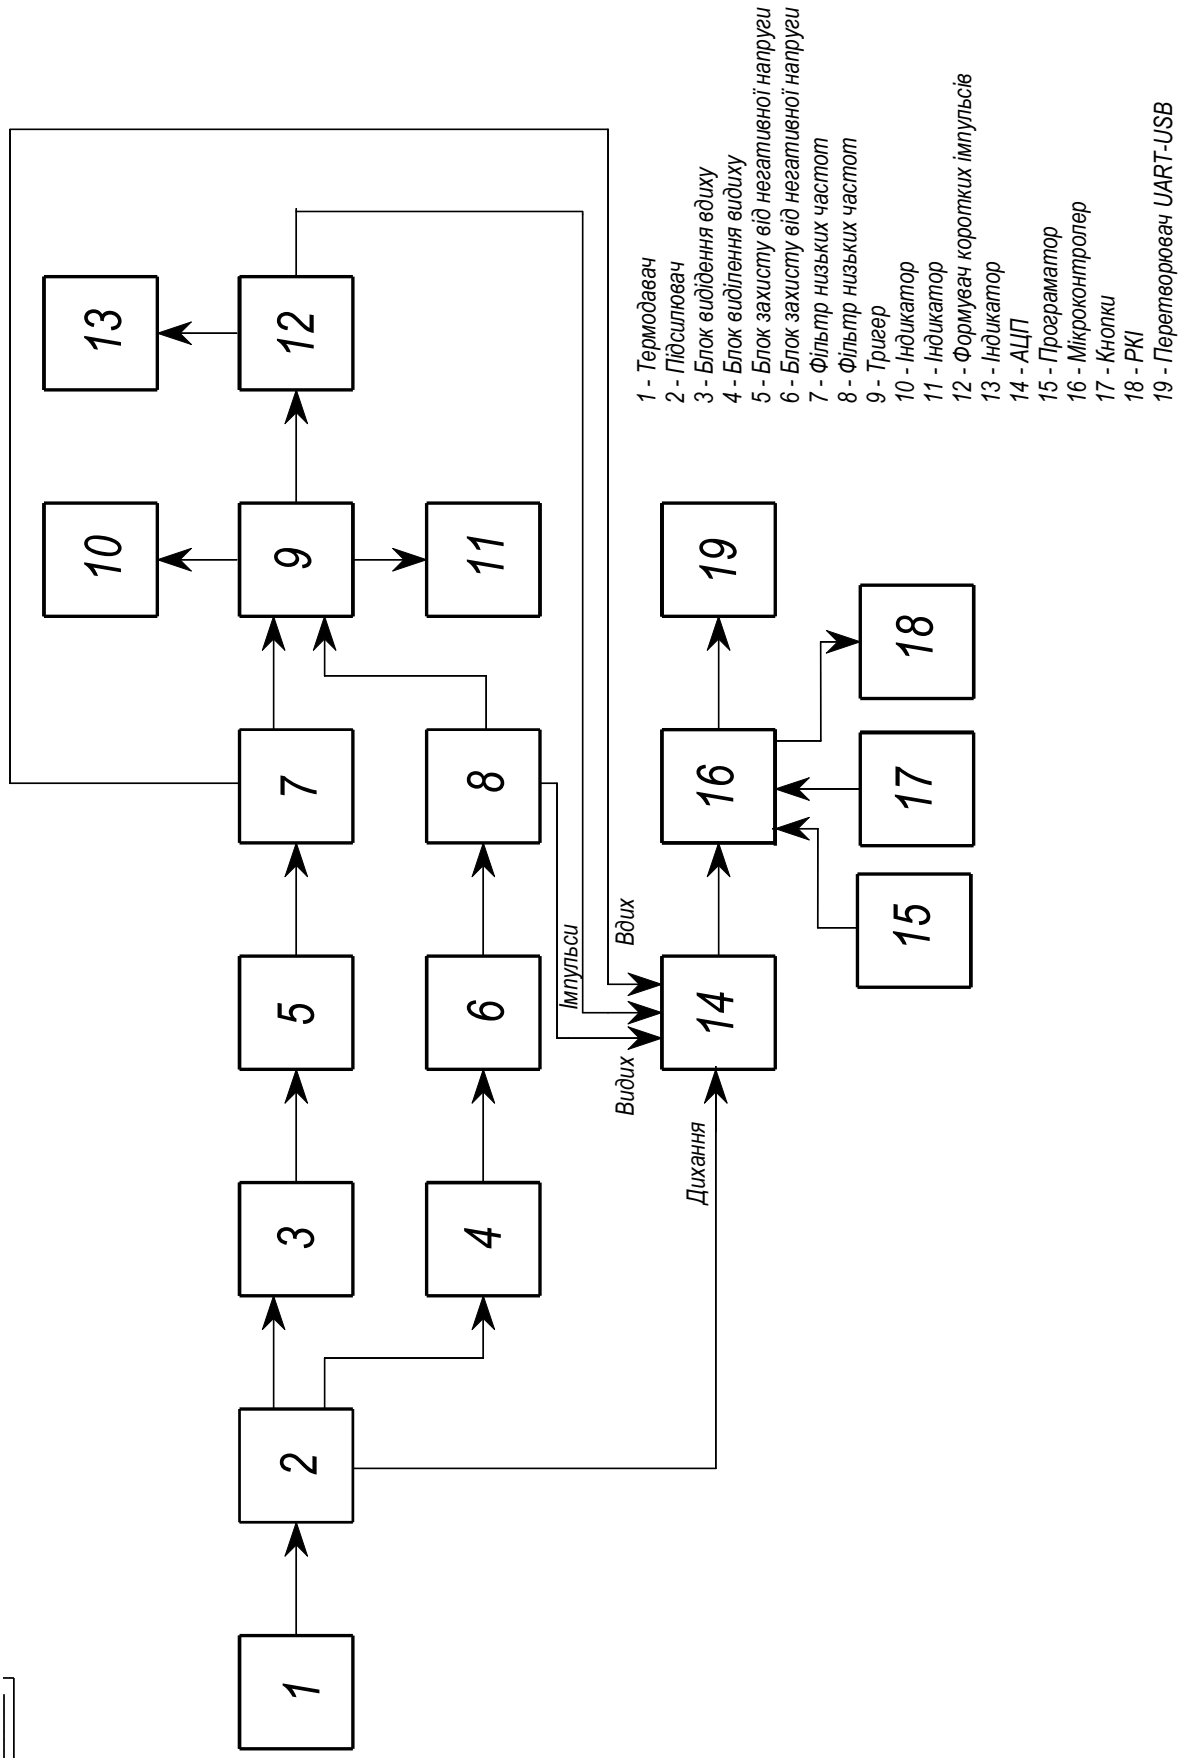 13
12
10
9
11
7
8
5
6
3
4
2
1
19
18
16
17
15
14
Вдих
Імпульси
Видих
Дихання
1 - Термодавач
2 - Підсилювач
3 - Блок видідення вдиху
4 - Блок виділення видиху
5 - Блок захисту від негативної напруги
6 - Блок захисту від негативної напруги
7 - Фільтр низьких частот
8 - Фільтр низьких частот
9 - Тригер
10 - Індикатор
11 - Індикатор
12 - Формувач коротких імпульсів
13 - Індикатор
14 - АЦП
15 - Програматор
16 - Мікроконтролер
17 - Кнопки
18 - РКІ
19 - Перетворювач UART-USB